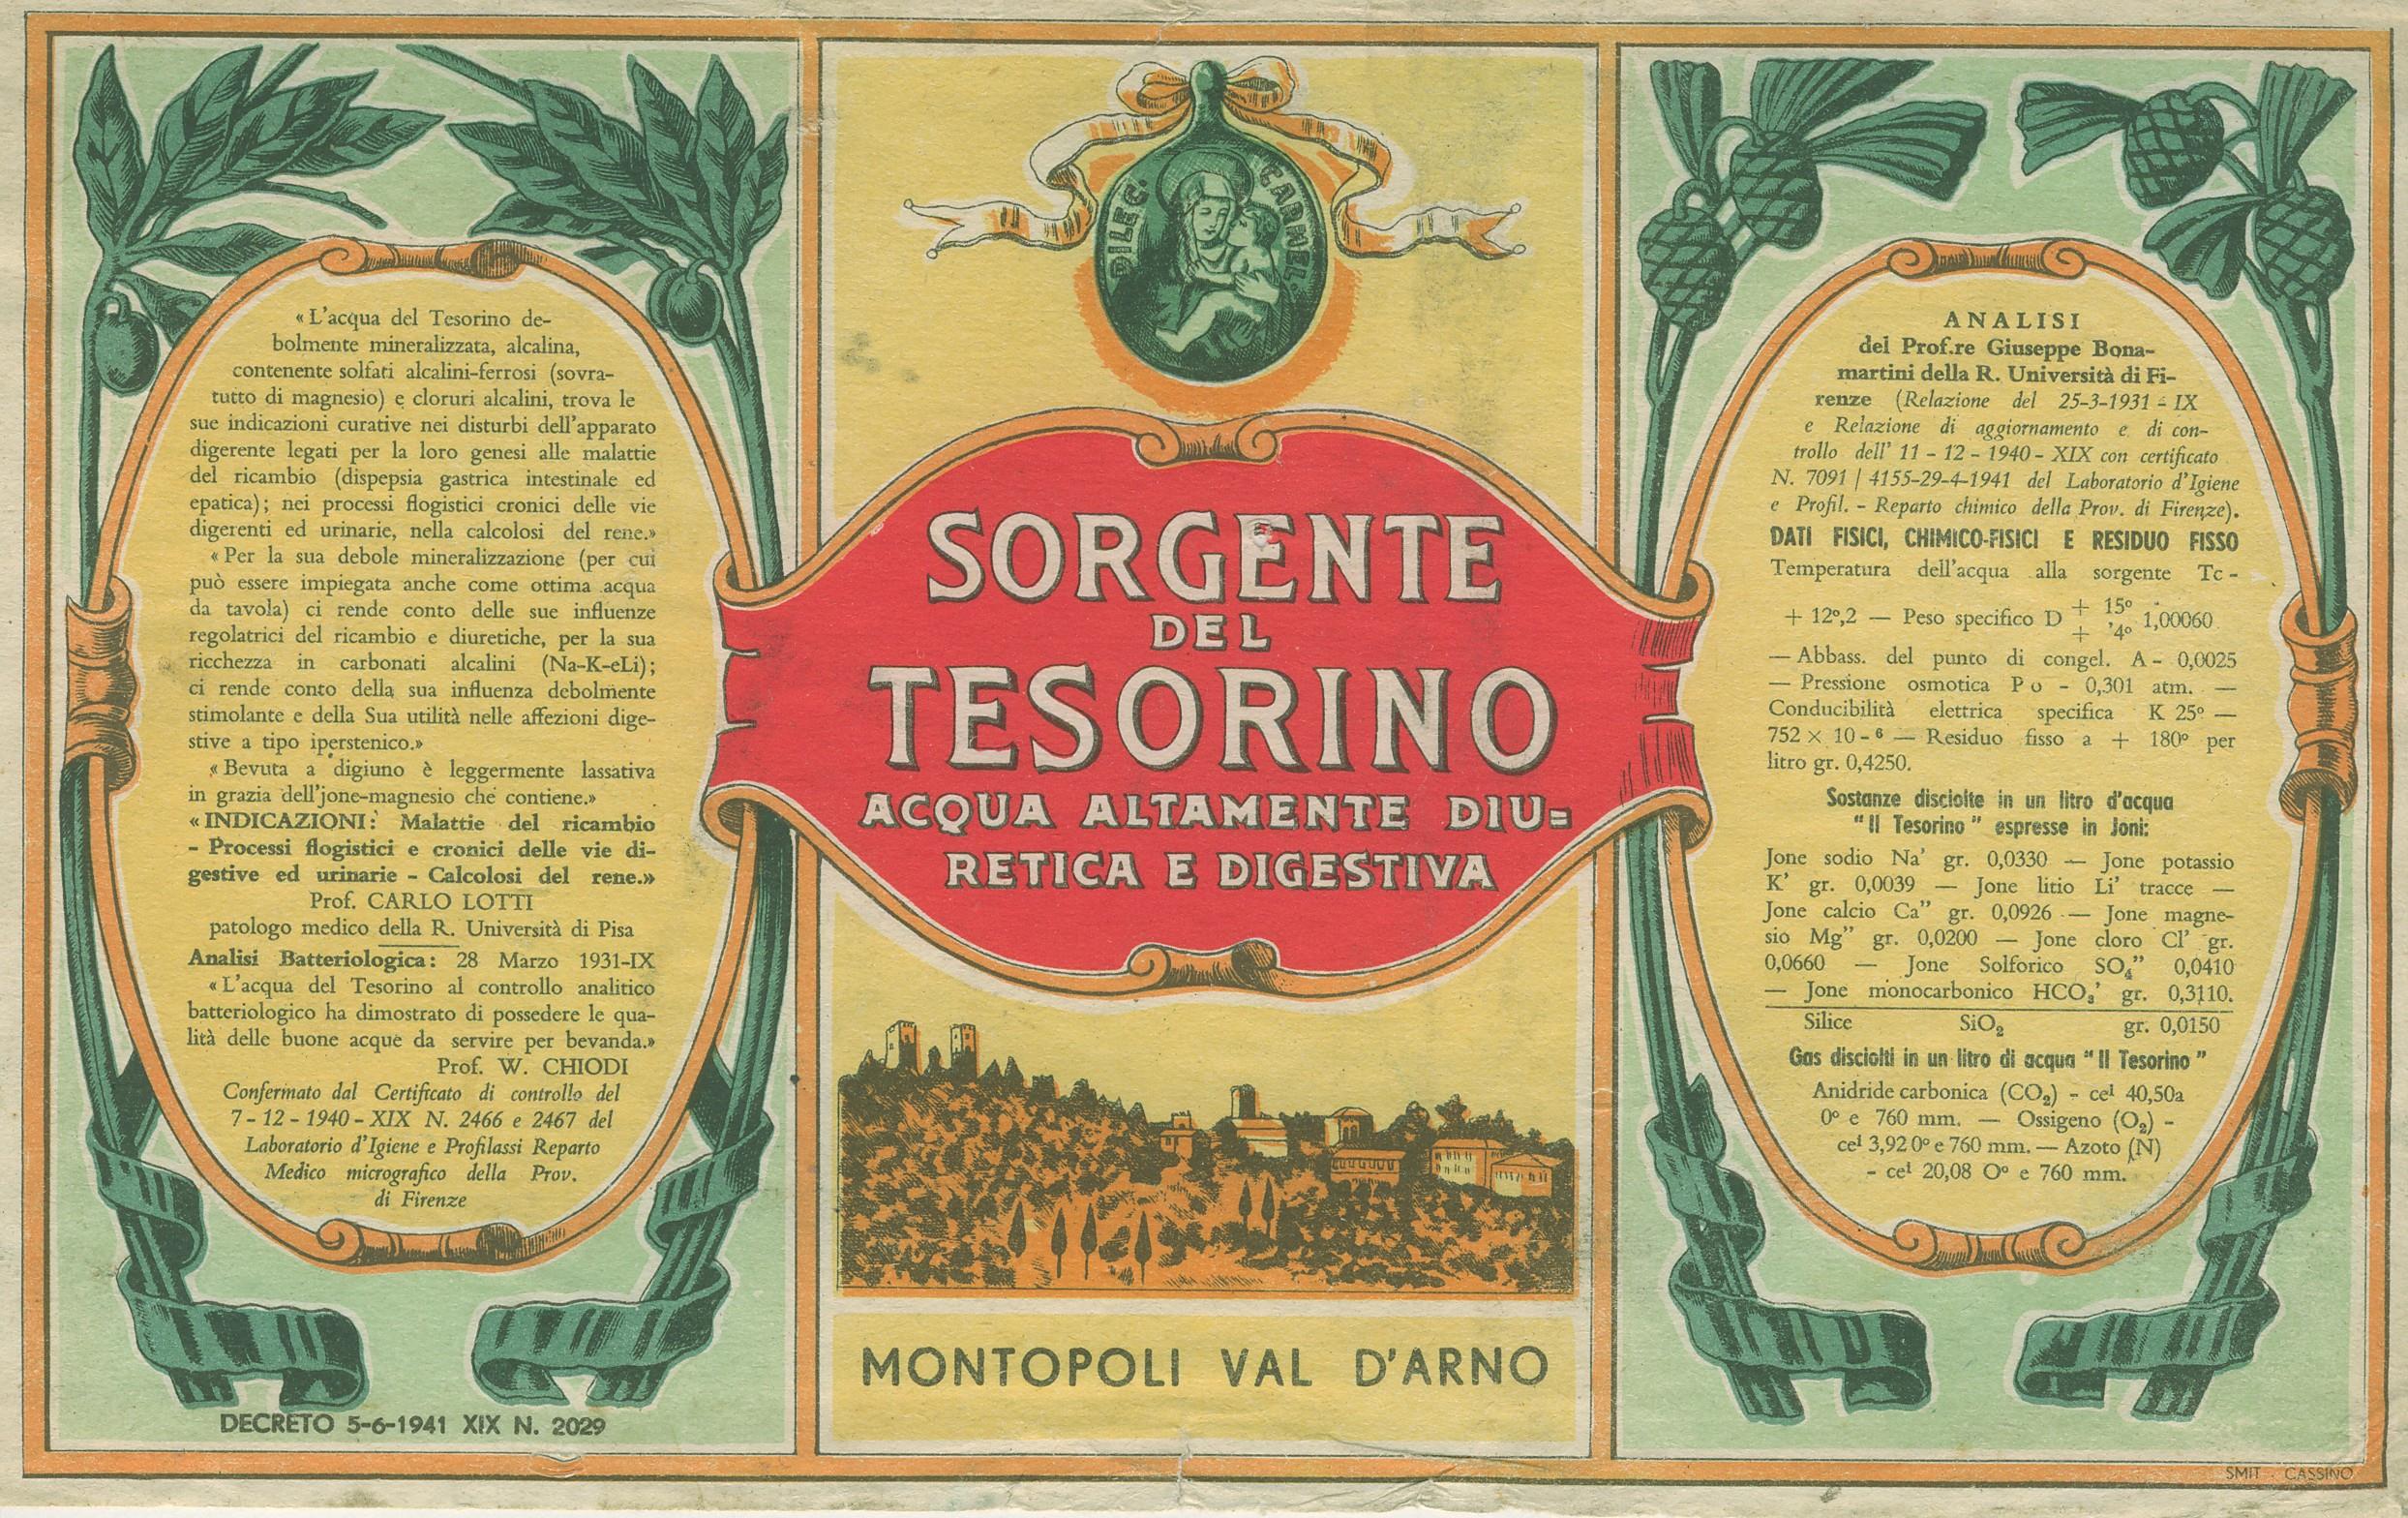 «L'acqua del Tesorino de-
bolmente mineralizzata, alcalina,
contenente solfati alcalini-ferrosi (sovra-
tutto di magnesio) e cloruri alcalini, trova le
sue indicazioni curative nei disturbi dell'apparato
digerente legati per la loro genesi alle malattie
del ricambio (dispepsia gastrica intestinale ed
epatica); nei processi flogistici cronici delle vie
digerenti ed urinarie, nella calcolosi del rene.»
«Per la sua debole mineralizzazione (per cui
può essere impiegata anche come ottima acqua
da tavola) ci rende conto delle sue influenze
regolatrici del ricambio e diuretiche, per la sua
ricchezza in carbonati alcalini (Na-K-eLi);
ci rende conto della sua influenza debolmente
stimolante e della Sua utilità nelle affezioni dige-
stive a tipo iperstenico.»
«Bevuta a digiuno è leggermente lassativa
in grazia dell'jone-magnesio che contiene.»
«INDICAZIONI: Malattie del ricambio
- Processi flogistici e cronici delle vie di-
gestive ed urinarie - Calcolosi del rene.»
Prof. CARLO LOTTI
patologo medico della R. Università di Pisa
Analisi Batteriologica: 28 Marzo 1931-IX
«L'acqua del Tesorino al controllo analitico
batteriologico ha dimostrato di possedere le qua-
lità delle buone acque da servire per bevanda.»
Prof. W. CHIODI
Confermato dal Certificato di controllo del
7-12-1940-XIX N. 2466 e 2467 del
Laboratorio d'Igiene e Profilassi Reparto
Medico micrografico della Prov.
di Firenze
DECRETO 5-6-1941 XIX N. 2029
DILEC. CARMEL
SORGENTE
DEL
TESORINO
ACQUA ALTAMENTE DIU=
RETICA E DIGESTIVA
MONTOPOLI VAL D'ARNO
ANALISI
del Prof.re Giuseppe Bona-
martini della R. Università di Fi-
renze (Relazione del 25-3-1931 - IX
e Relazione di aggiornamento e di con-
trollo dell' 11 - 12 - 1940 - XIX con certificato
N. 7091 | 4155-29-4-1941 del Laboratorio d'Igiene
e Profil. - Reparto chimico della Prov. di Firenze).
DATI FISICI, CHIMICO-FISICI E RESIDUO FISSO
Temperatura dell'acqua alla sorgente Tc -
+ 12º,2 — Peso specifico D + 15º + 4º 1,00060
— Abbass. del punto di congel. A - 0,0025
— Pressione osmotica P o - 0,301 atm. —
Conducibilità elettrica specifica K 25º —
752 × 10 - ⁶ — Residuo fisso a + 180º per
litro gr. 0,4250.
Sostanze disciolte in un litro d'acqua
"Il Tesorino" espresse in Joni:
Jone sodio Na' gr. 0,0330 — Jone potassio
K' gr. 0,0039 — Jone litio Li' tracce —
Jone calcio Ca" gr. 0,0926 — Jone magne-
sio Mg" gr. 0,0200 — Jone cloro Cl' gr.
0,0660 — Jone Solforico SO₄" 0,0410
— Jone monocarbonico HCO₃' gr. 0,3110.
Silice SiO₂ gr. 0,0150
Gas disciolti in un litro di acqua "Il Tesorino"
Anidride carbonica (CO₂) - cel 40,50a
0º e 760 mm. — Ossigeno (O₂) -
cel 3,92 0º e 760 mm. — Azoto (N)
- cel 20,08 Oº e 760 mm.
SMIT - CASSINO